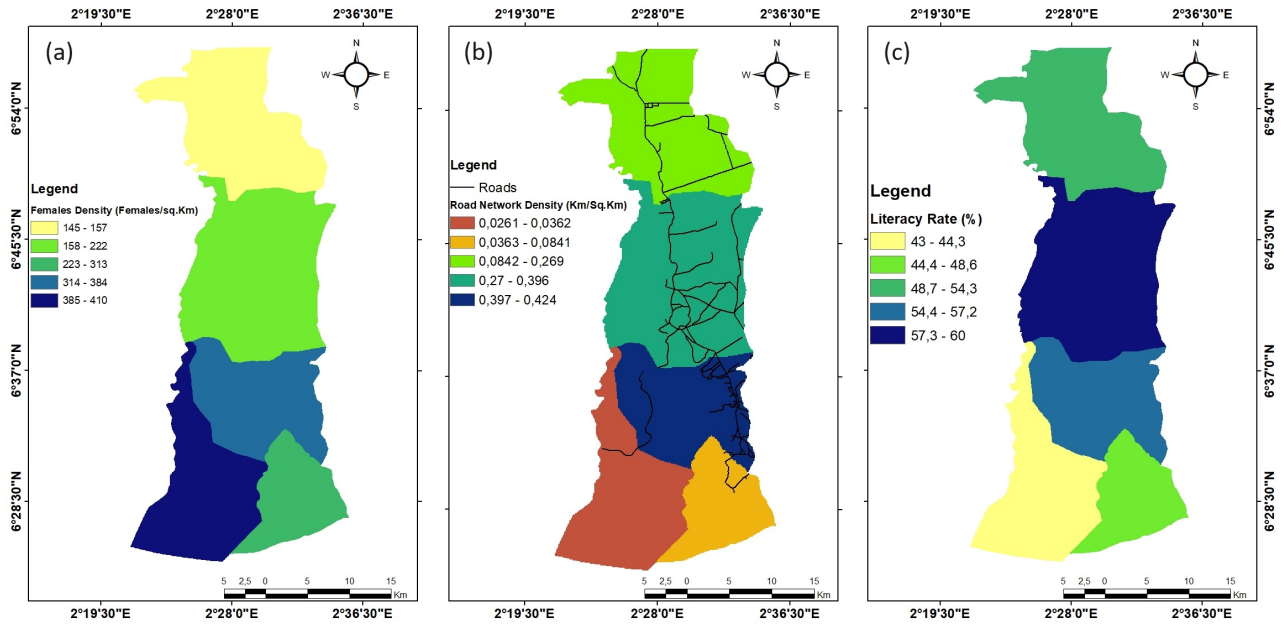 2°19'30"E 2°28'0"E 2°36'30"E
(a)
N
W E
S
6°54'0"N
6°45'30"N
6°37'0"N
6°28'30"N
Legend
Females Density (Females/sq.Km)
145 - 157
158 - 222
223 - 313
314 - 384
385 - 410
5 2,5 0 5 10 15
Km
2°19'30"E 2°28'0"E 2°36'30"E
2°19'30"E 2°28'0"E 2°36'30"E
(b)
N
W E
S
Legend
Roads
Road Network Density (Km/Sq.Km)
0,0261 - 0,0362
0,0363 - 0,0841
0,0842 - 0,269
0,27 - 0,396
0,397 - 0,424
5 2,5 0 5 10 15
Km
2°19'30"E 2°28'0"E 2°36'30"E
2°19'30"E 2°28'0"E 2°36'30"E
(c)
N
W E
S
6°54'0"N
6°45'30"N
6°37'0"N
6°28'30"N
Legend
Literacy Rate (%)
43 - 44,3
44,4 - 48,6
48,7 - 54,3
54,4 - 57,2
57,3 - 60
5 2,5 0 5 10 15
Km
2°19'30"E 2°28'0"E 2°36'30"E